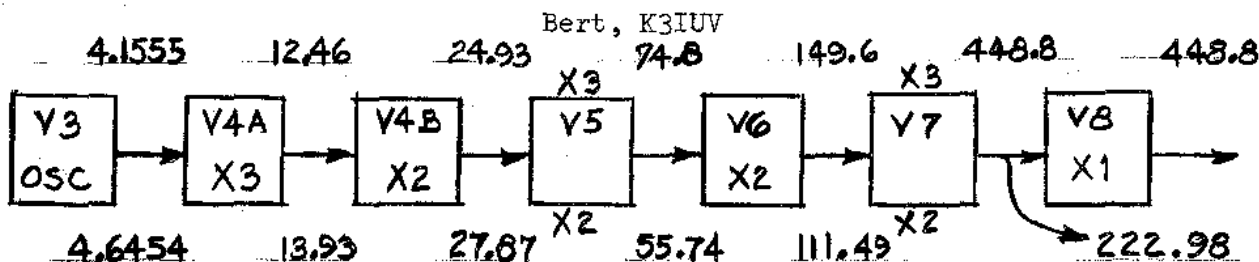 Bert, K3IUV
4.1555 12.46 24.93 74.8 149.6 448.8 448.8
X3 X3
V3 V4A V4B V5 V6 V7 V8
OSC X3 X2 X2 X1
X2 X2
4.6454 13.93 27.87 55.74 111.49 222.98